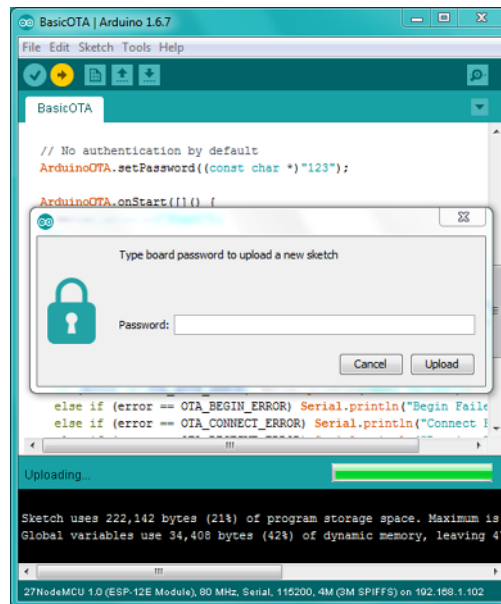 BasicOTA | Arduino 1.6.7
File Edit Sketch Tools Help
BasicOTA
// No authentication by default
ArduinoOTA.setPassword((const char *)"123");
ArduinoOTA.onStart([]() {
Type board password to upload a new sketch
Password:
Cancel Upload
else if (error == OTA_BEGIN_ERROR) Serial.println("Begin Faile
else if (error == OTA_CONNECT_ERROR) Serial.println("Connect
Uploading...
Sketch uses 222,142 bytes (21%) of program storage space. Maximum is
Global variables use 34,408 bytes (42%) of dynamic memory, leaving 4
27NodeMCU 1.0 (ESP-12E Module), 80 MHz, Serial, 115200, 4M (3M SPIFFS) on 192.168.1.102